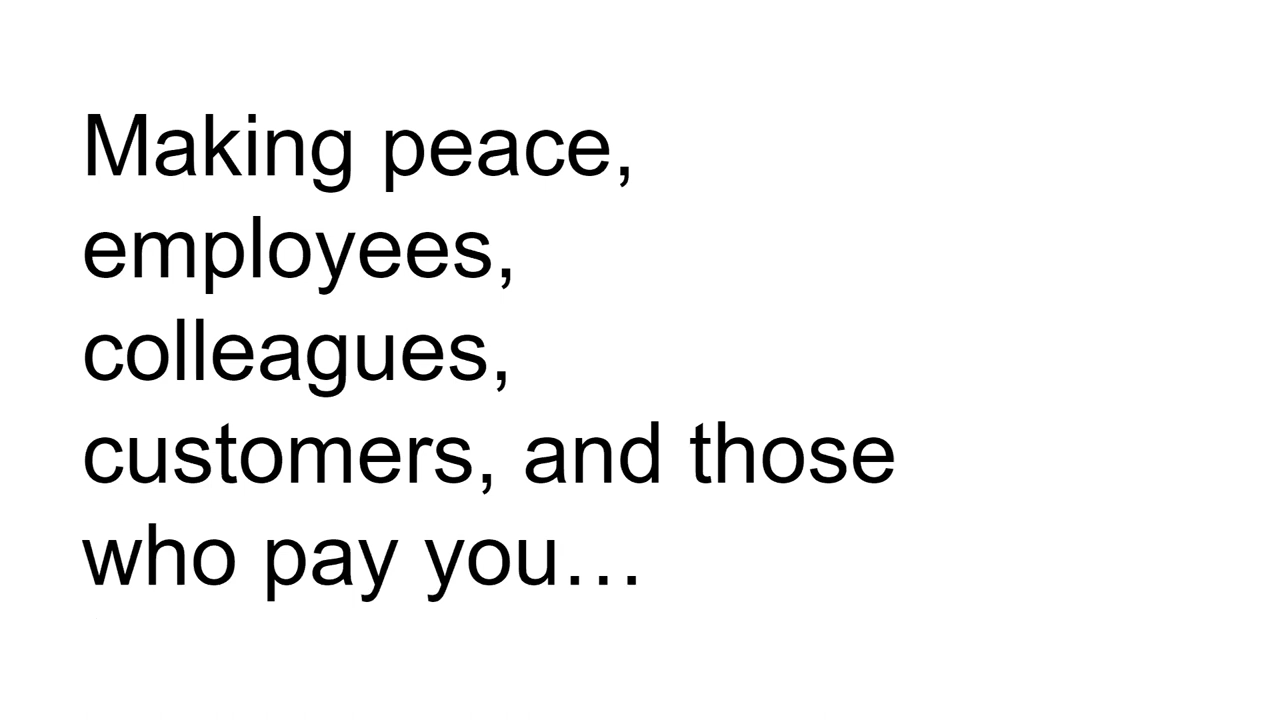 Making peace,
employees,
colleagues,
customers, and those
who pay you…